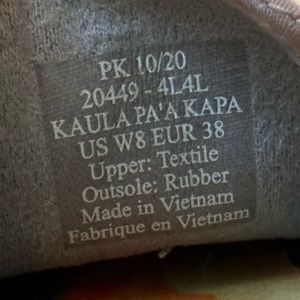 PK 10/20
20449 - 4L4L
KAULA PA'A KAPA
US W8 EUR 38
Upper: Textile
Outsole: Rubber
Made in Vietnam
Fabrique en Vietnam